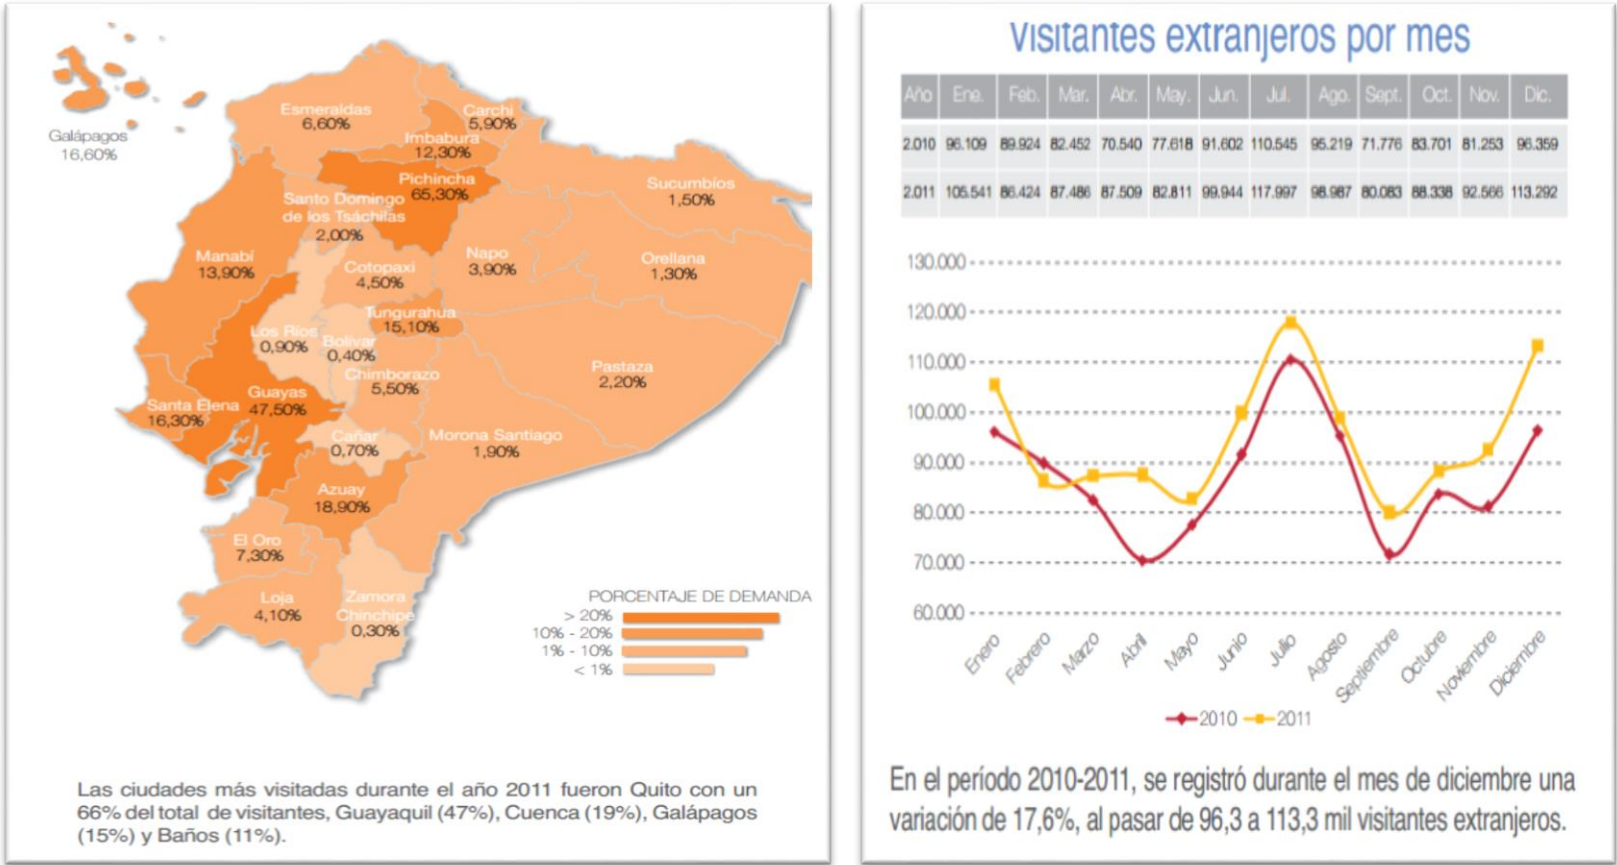 Galápagos
16,60%
Esmeraldas
6,60%
Carchi
5,90%
Imbabura
12,30%
Pichincha
65,30%
Santo Domingo
de los Tsáchilas
2,00%
Sucumbíos
1,50%
Manabí
13,90%
Cotopaxi
4,50%
Napo
3,90%
Orellana
1,30%
Tungurahua
15,10%
Los Ríos
0,90%
Bolívar
0,40%
Chimborazo
5,50%
Pastaza
2,20%
Guayas
47,50%
Santa Elena
16,30%
Cañar
0,70%
Morona Santiago
1,90%
Azuay
18,90%
El Oro
7,30%
Loja
4,10%
Zamora
Chinchipe
0,30%
PORCENTAJE DE DEMANDA
> 20%
10% - 20%
1% - 10%
< 1%
Las ciudades más visitadas durante el año 2011 fueron Quito con un
66% del total de visitantes, Guayaquil (47%), Cuenca (19%), Galápagos
(15%) y Baños (11%).
Visitantes extranjeros por mes
Año Ene. Feb. Mar. Abr. May. Jun. Jul. Ago. Sept. Oct. Nov. Dic.
2.010 96.109 89.924 82.452 70.540 77.618 91.602 110.545 95.219 71.776 83.701 81.253 96.359
2.011 105.541 86.424 87.486 87.509 82.811 99.944 117.997 98.987 80.083 88.338 92.566 113.292
130.000
120.000
110.000
100.000
90.000
80.000
70.000
60.000
Enero Febrero Marzo Abril Mayo Junio Julio Agosto Septiembre Octubre Noviembre Diciembre
2010 2011
En el período 2010-2011, se registró durante el mes de diciembre una
variación de 17,6%, al pasar de 96,3 a 113,3 mil visitantes extranjeros.